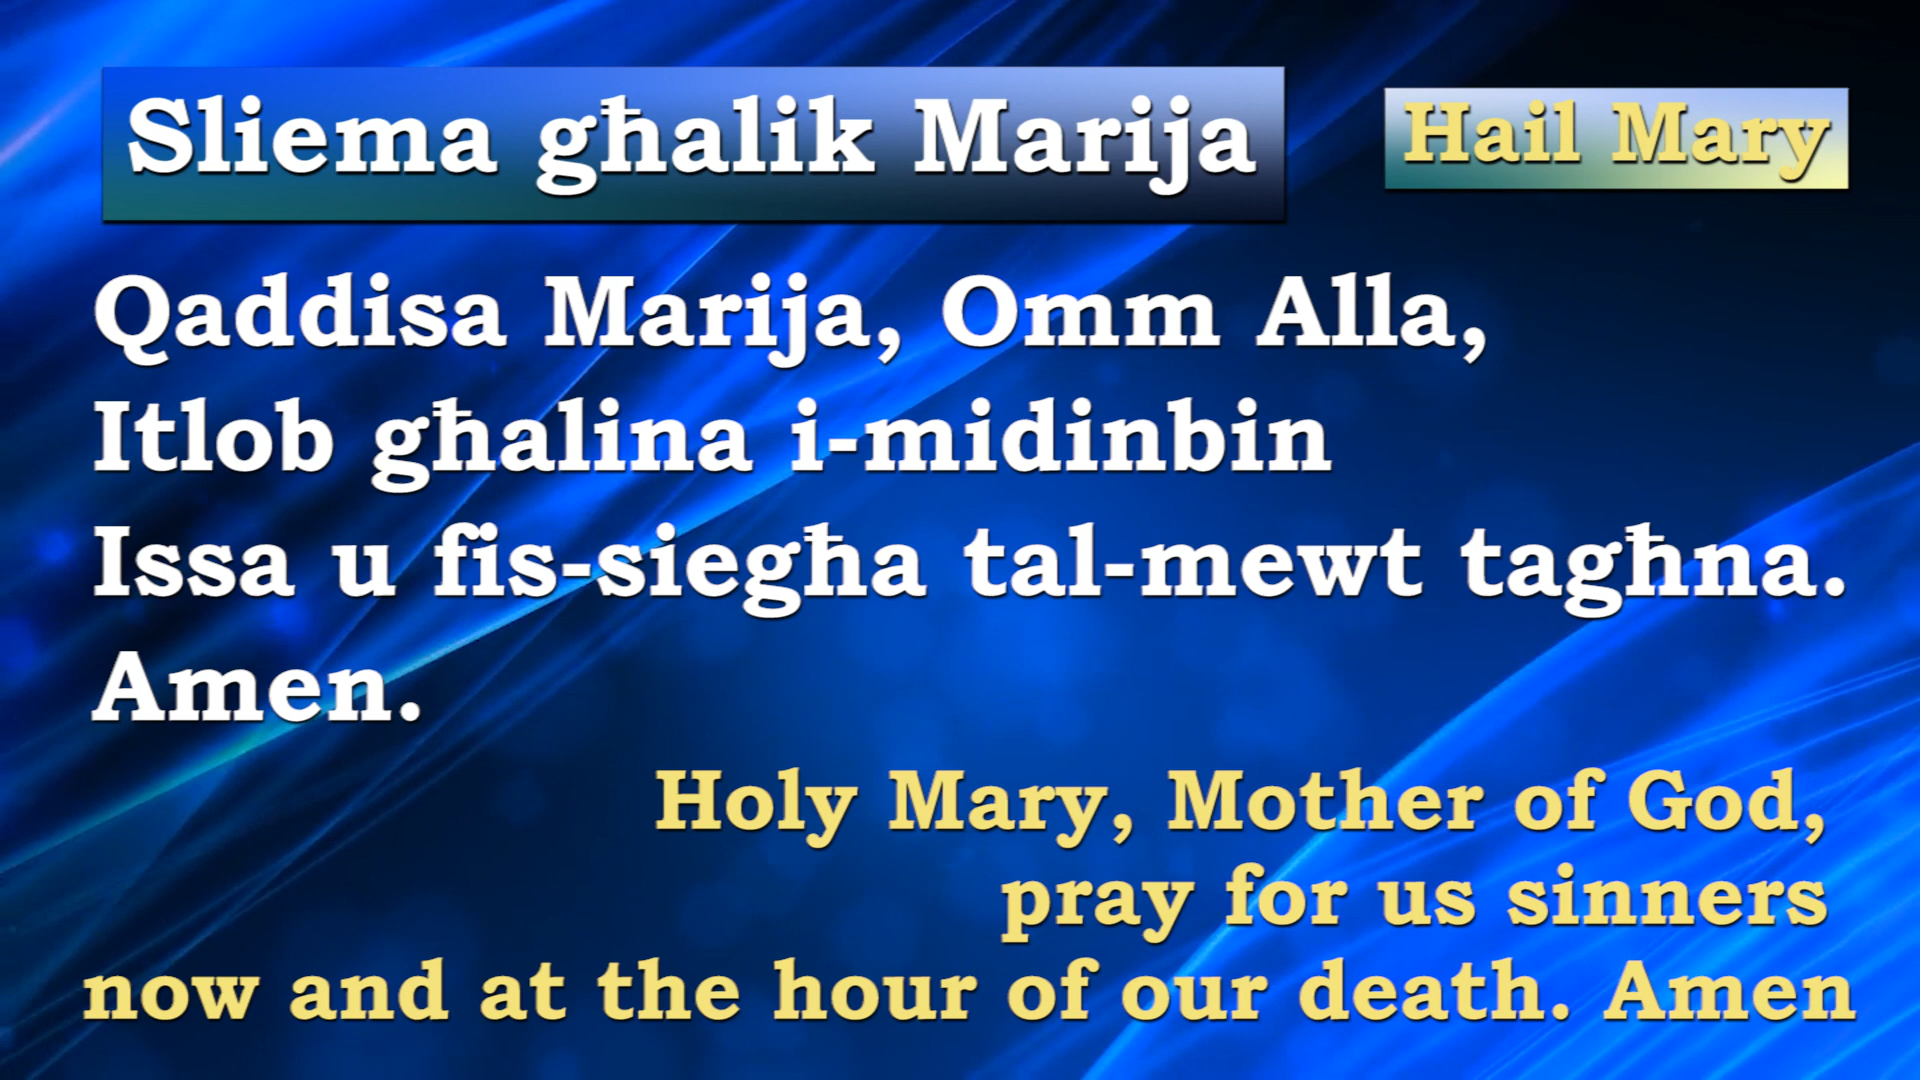 Sliema għalik Marija
Hail Mary
Qaddisa Marija, Omm Alla,
Itlob għalina i-midinbin
Issa u fis-siegħa tal-mewt tagħna.
Amen.
Holy Mary, Mother of God,
pray for us sinners
now and at the hour of our death. Amen